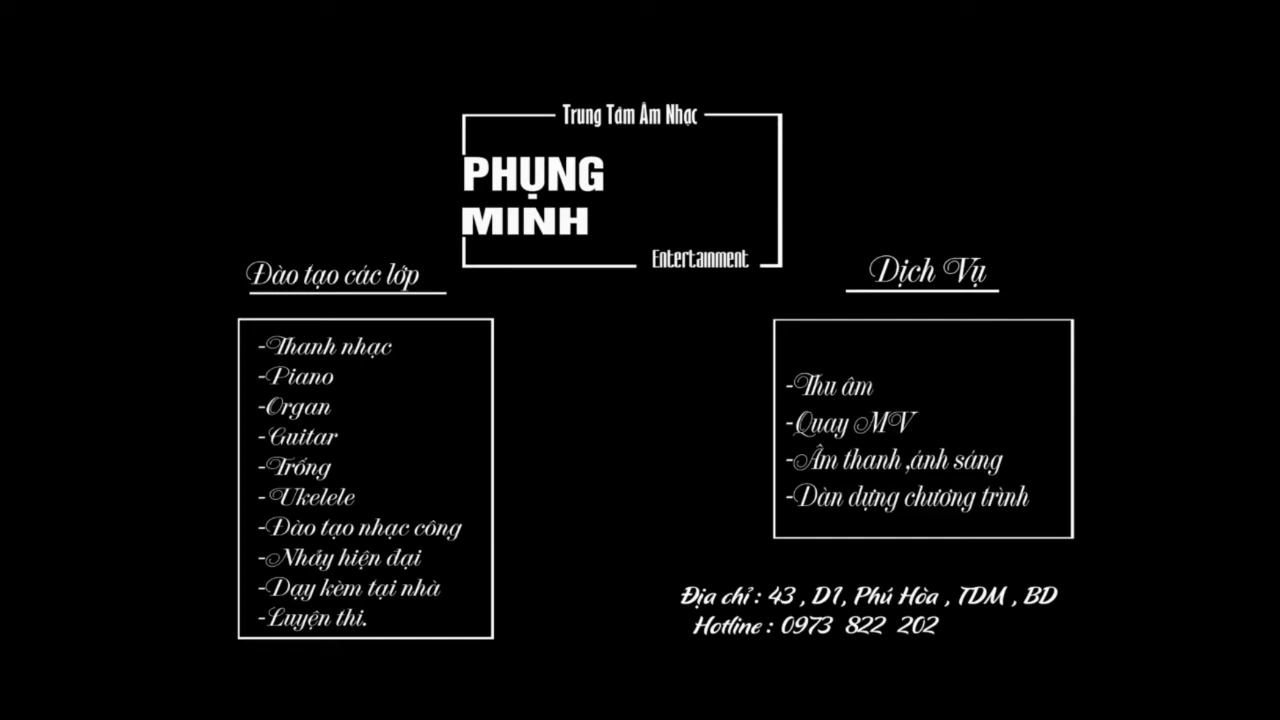 Trung Tâm Âm Nhạc
PHỤNG
MINH
Entertainment
Đào tạo các lớp
-Thanh nhạc
-Piano
-Organ
-Guitar
-Trống
-Ukelele
-Đào tạo nhạc công
-Nhảy hiện đại
-Dạy kèm tại nhà
-Luyện thi.
Dịch Vụ
-Thu âm
-Quay MV
-Âm thanh ,ánh sáng
-Dàn dựng chương trình
Địa chỉ : 43 , D1, Phú Hòa , TDM , BD
Hotline : 0973 822 202